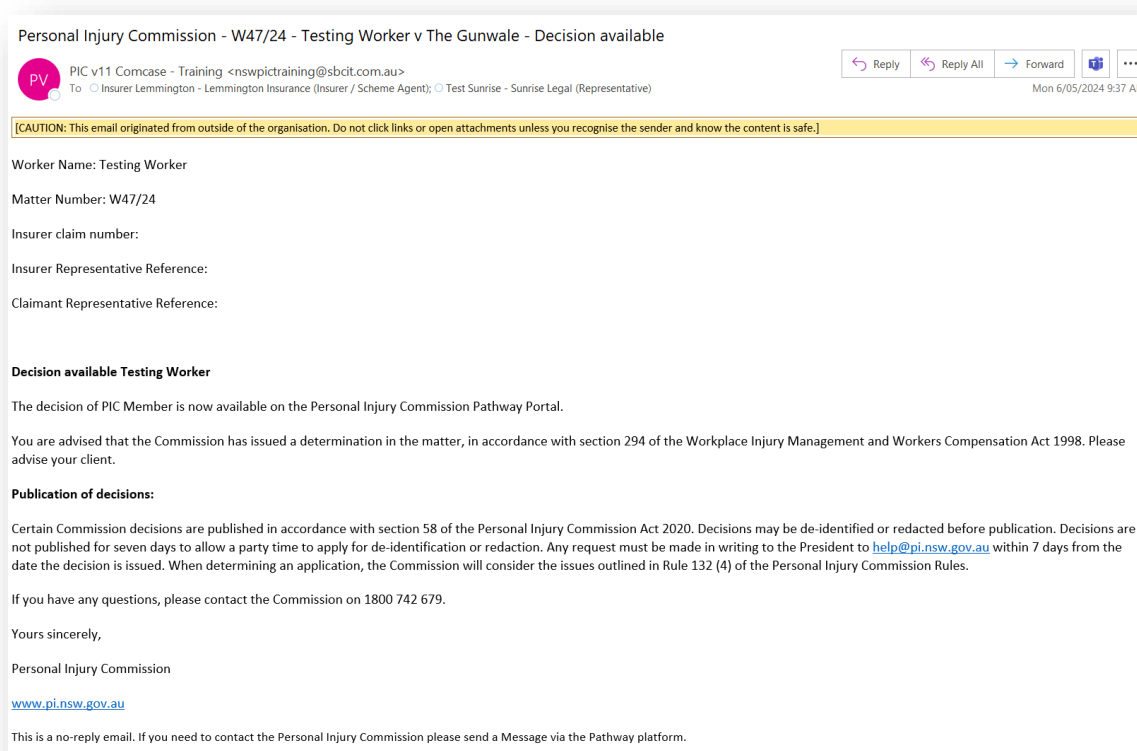 Personal Injury Commission - W47/24 - Testing Worker v The Gunwale - Decision available
PV
PIC v11 Comcase - Training <nswpictraining@sbcit.com.au>
To Insurer Lemmington - Lemmington Insurance (Insurer / Scheme Agent); Test Sunrise - Sunrise Legal (Representative)
Reply Reply All Forward
Mon 6/05/2024 9:37 A
[CAUTION: This email originated from outside of the organisation. Do not click links or open attachments unless you recognise the sender and know the content is safe.]
Worker Name: Testing Worker
Matter Number: W47/24
Insurer claim number:
Insurer Representative Reference:
Claimant Representative Reference:
Decision available Testing Worker
The decision of PIC Member is now available on the Personal Injury Commission Pathway Portal.
You are advised that the Commission has issued a determination in the matter, in accordance with section 294 of the Workplace Injury Management and Workers Compensation Act 1998. Please
advise your client.
Publication of decisions:
Certain Commission decisions are published in accordance with section 58 of the Personal Injury Commission Act 2020. Decisions may be de-identified or redacted before publication. Decisions are
not published for seven days to allow a party time to apply for de-identification or redaction. Any request must be made in writing to the President to help@pi.nsw.gov.au within 7 days from the
date the decision is issued. When determining an application, the Commission will consider the issues outlined in Rule 132 (4) of the Personal Injury Commission Rules.
If you have any questions, please contact the Commission on 1800 742 679.
Yours sincerely,
Personal Injury Commission
www.pi.nsw.gov.au
This is a no-reply email. If you need to contact the Personal Injury Commission please send a Message via the Pathway platform.